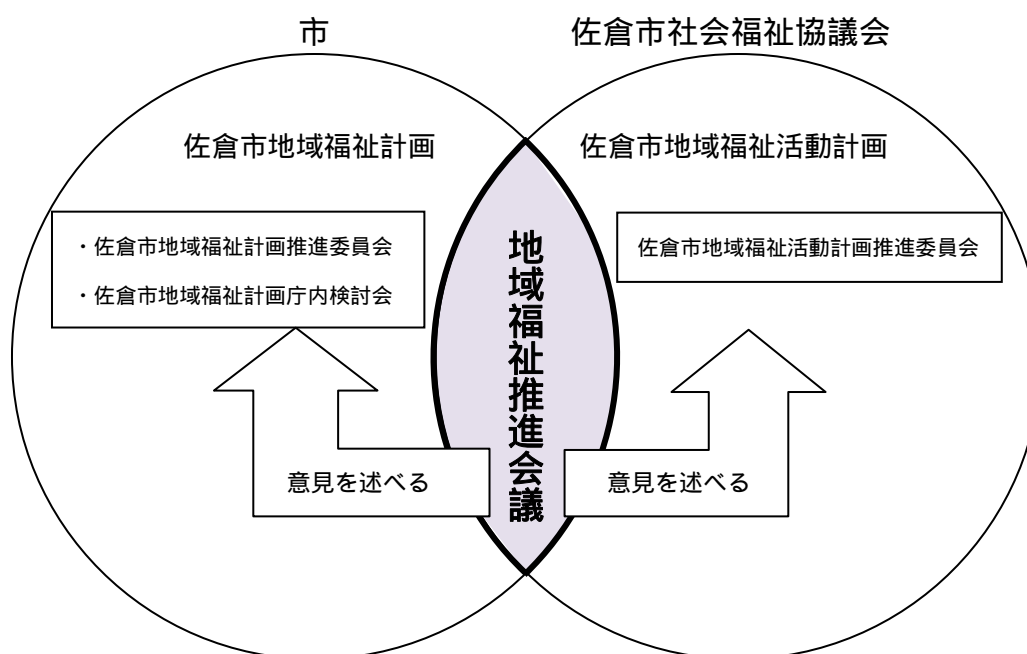 市
佐倉市社会福祉協議会
佐倉市地域福祉計画
佐倉市地域福祉活動計画
・佐倉市地域福祉計画推進委員会
・佐倉市地域福祉計画庁内検討会
佐倉市地域福祉活動計画推進委員会
地域福祉推進会議
意見を述べる
意見を述べる